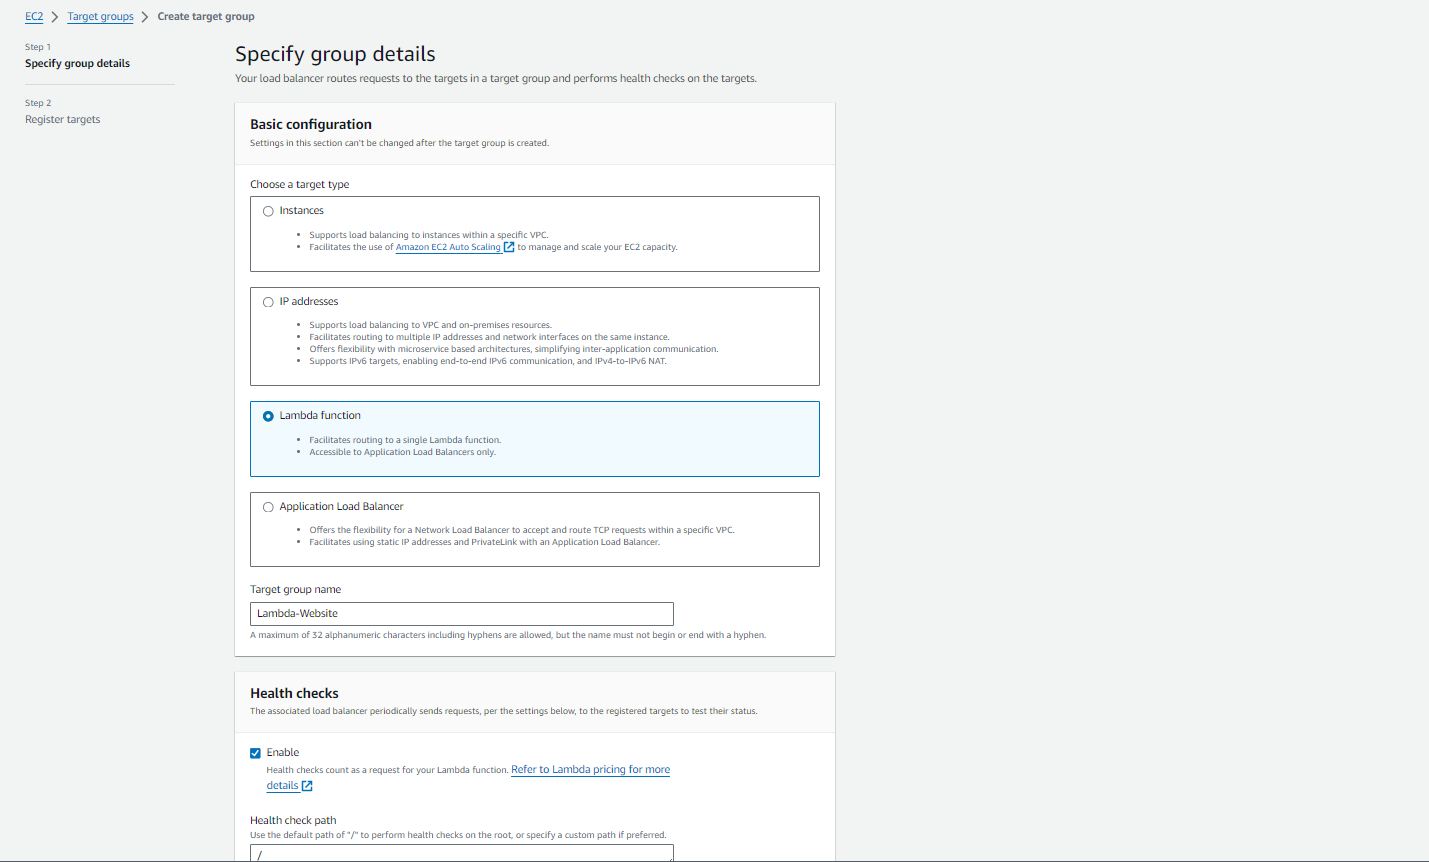 EC2 > Target groups > Create target group
Step 1
Specify group details
Step 2
Register targets
Specify group details
Your load balancer routes requests to the targets in a target group and performs health checks on the targets.
Basic configuration
Settings in this section can't be changed after the target group is created.
Choose a target type
Instances
• Supports load balancing to instances within a specific VPC.
• Facilitates the use of Amazon EC2 Auto Scaling to manage and scale your EC2 capacity.
IP addresses
• Supports load balancing to VPC and on-premises resources.
• Facilitates routing to multiple IP addresses and network interfaces on the same instance.
• Offers flexibility with microservice based architectures, simplifying inter-application communication.
• Supports IPv6 targets, enabling end-to-end IPv6 communication, and IPv4-to-IPv6 NAT.
Lambda function
• Facilitates routing to a single Lambda function.
• Accessible to Application Load Balancers only.
Application Load Balancer
• Offers the flexibility for a Network Load Balancer to accept and route TCP requests within a specific VPC.
• Facilitates using static IP addresses and PrivateLink with an Application Load Balancer.
Target group name
Lambda-Website
A maximum of 32 alphanumeric characters including hyphens are allowed, but the name must not begin or end with a hyphen.
Health checks
The associated load balancer periodically sends requests, per the settings below, to the registered targets to test their status.
Enable
Health checks count as a request for your Lambda function. Refer to Lambda pricing for more
details
Health check path
Use the default path of "/" to perform health checks on the root, or specify a custom path if preferred.
/